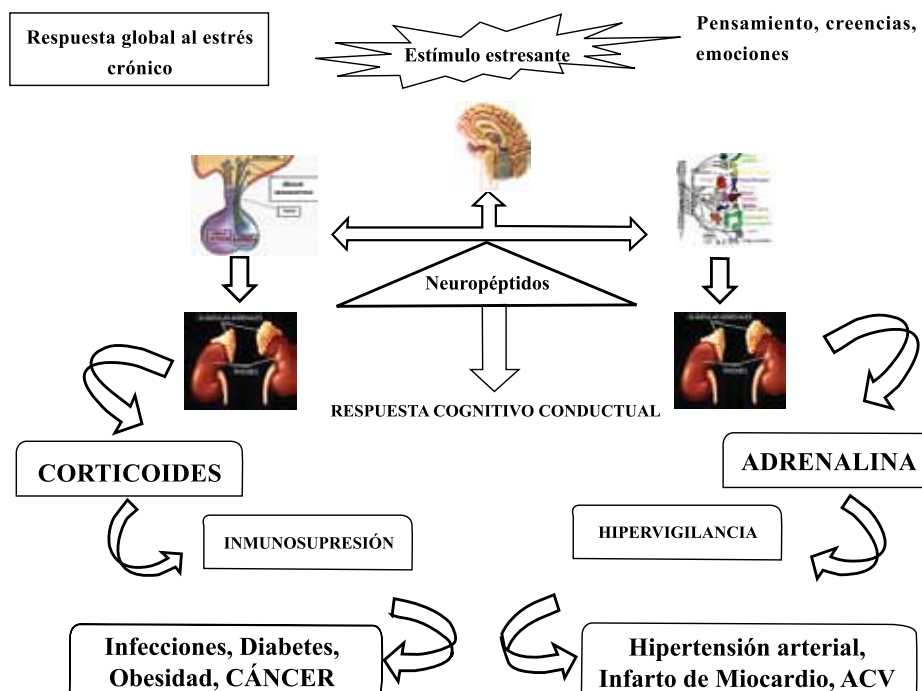 Respuesta global al estrés
crónico
Estímulo estresante
Pensamiento, creencias,
emociones
Neuropéptidos
RESPUESTA COGNITIVO CONDUCTUAL
CORTICOIDES
ADRENALINA
INMUNOSUPRESIÓN
HIPERVIGILANCIA
Infecciones, Diabetes,
Obesidad, CÁNCER
Hipertensión arterial,
Infarto de Miocardio, ACV